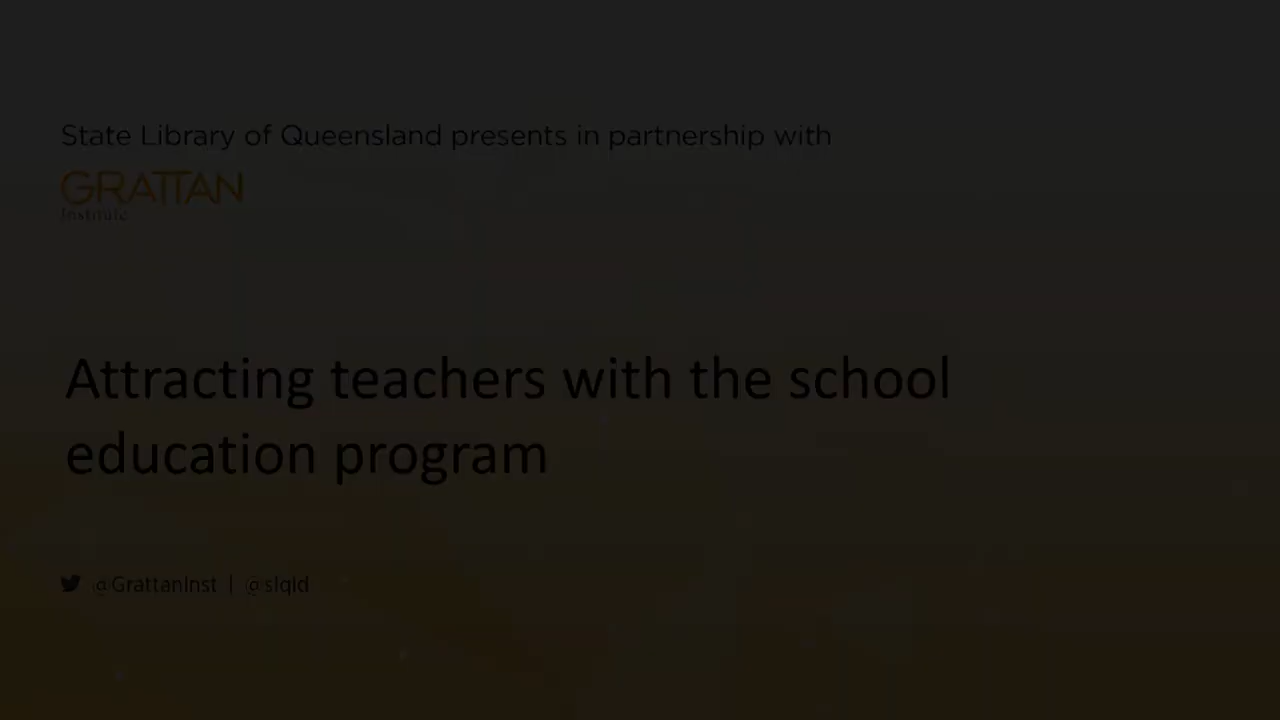 State Library of Queensland presents in partnership with
GRATTAN
Institute
Attracting teachers with the school
education program
@GrattanInst | @slqld